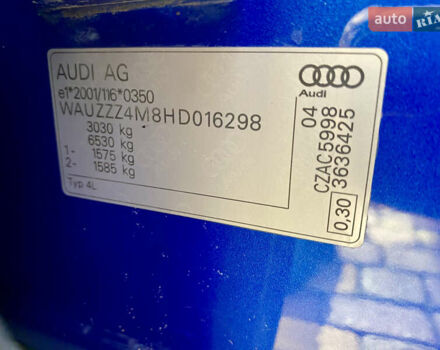 auto RIA
AUDI AG
e1*2001/116*0350
WAUZZZ4M8HD016298
3030 kg
6530 kg
1- 1575 kg
2- 1585 kg
Typ 4L
Audi
04
CZAC5998
0,30 3636425